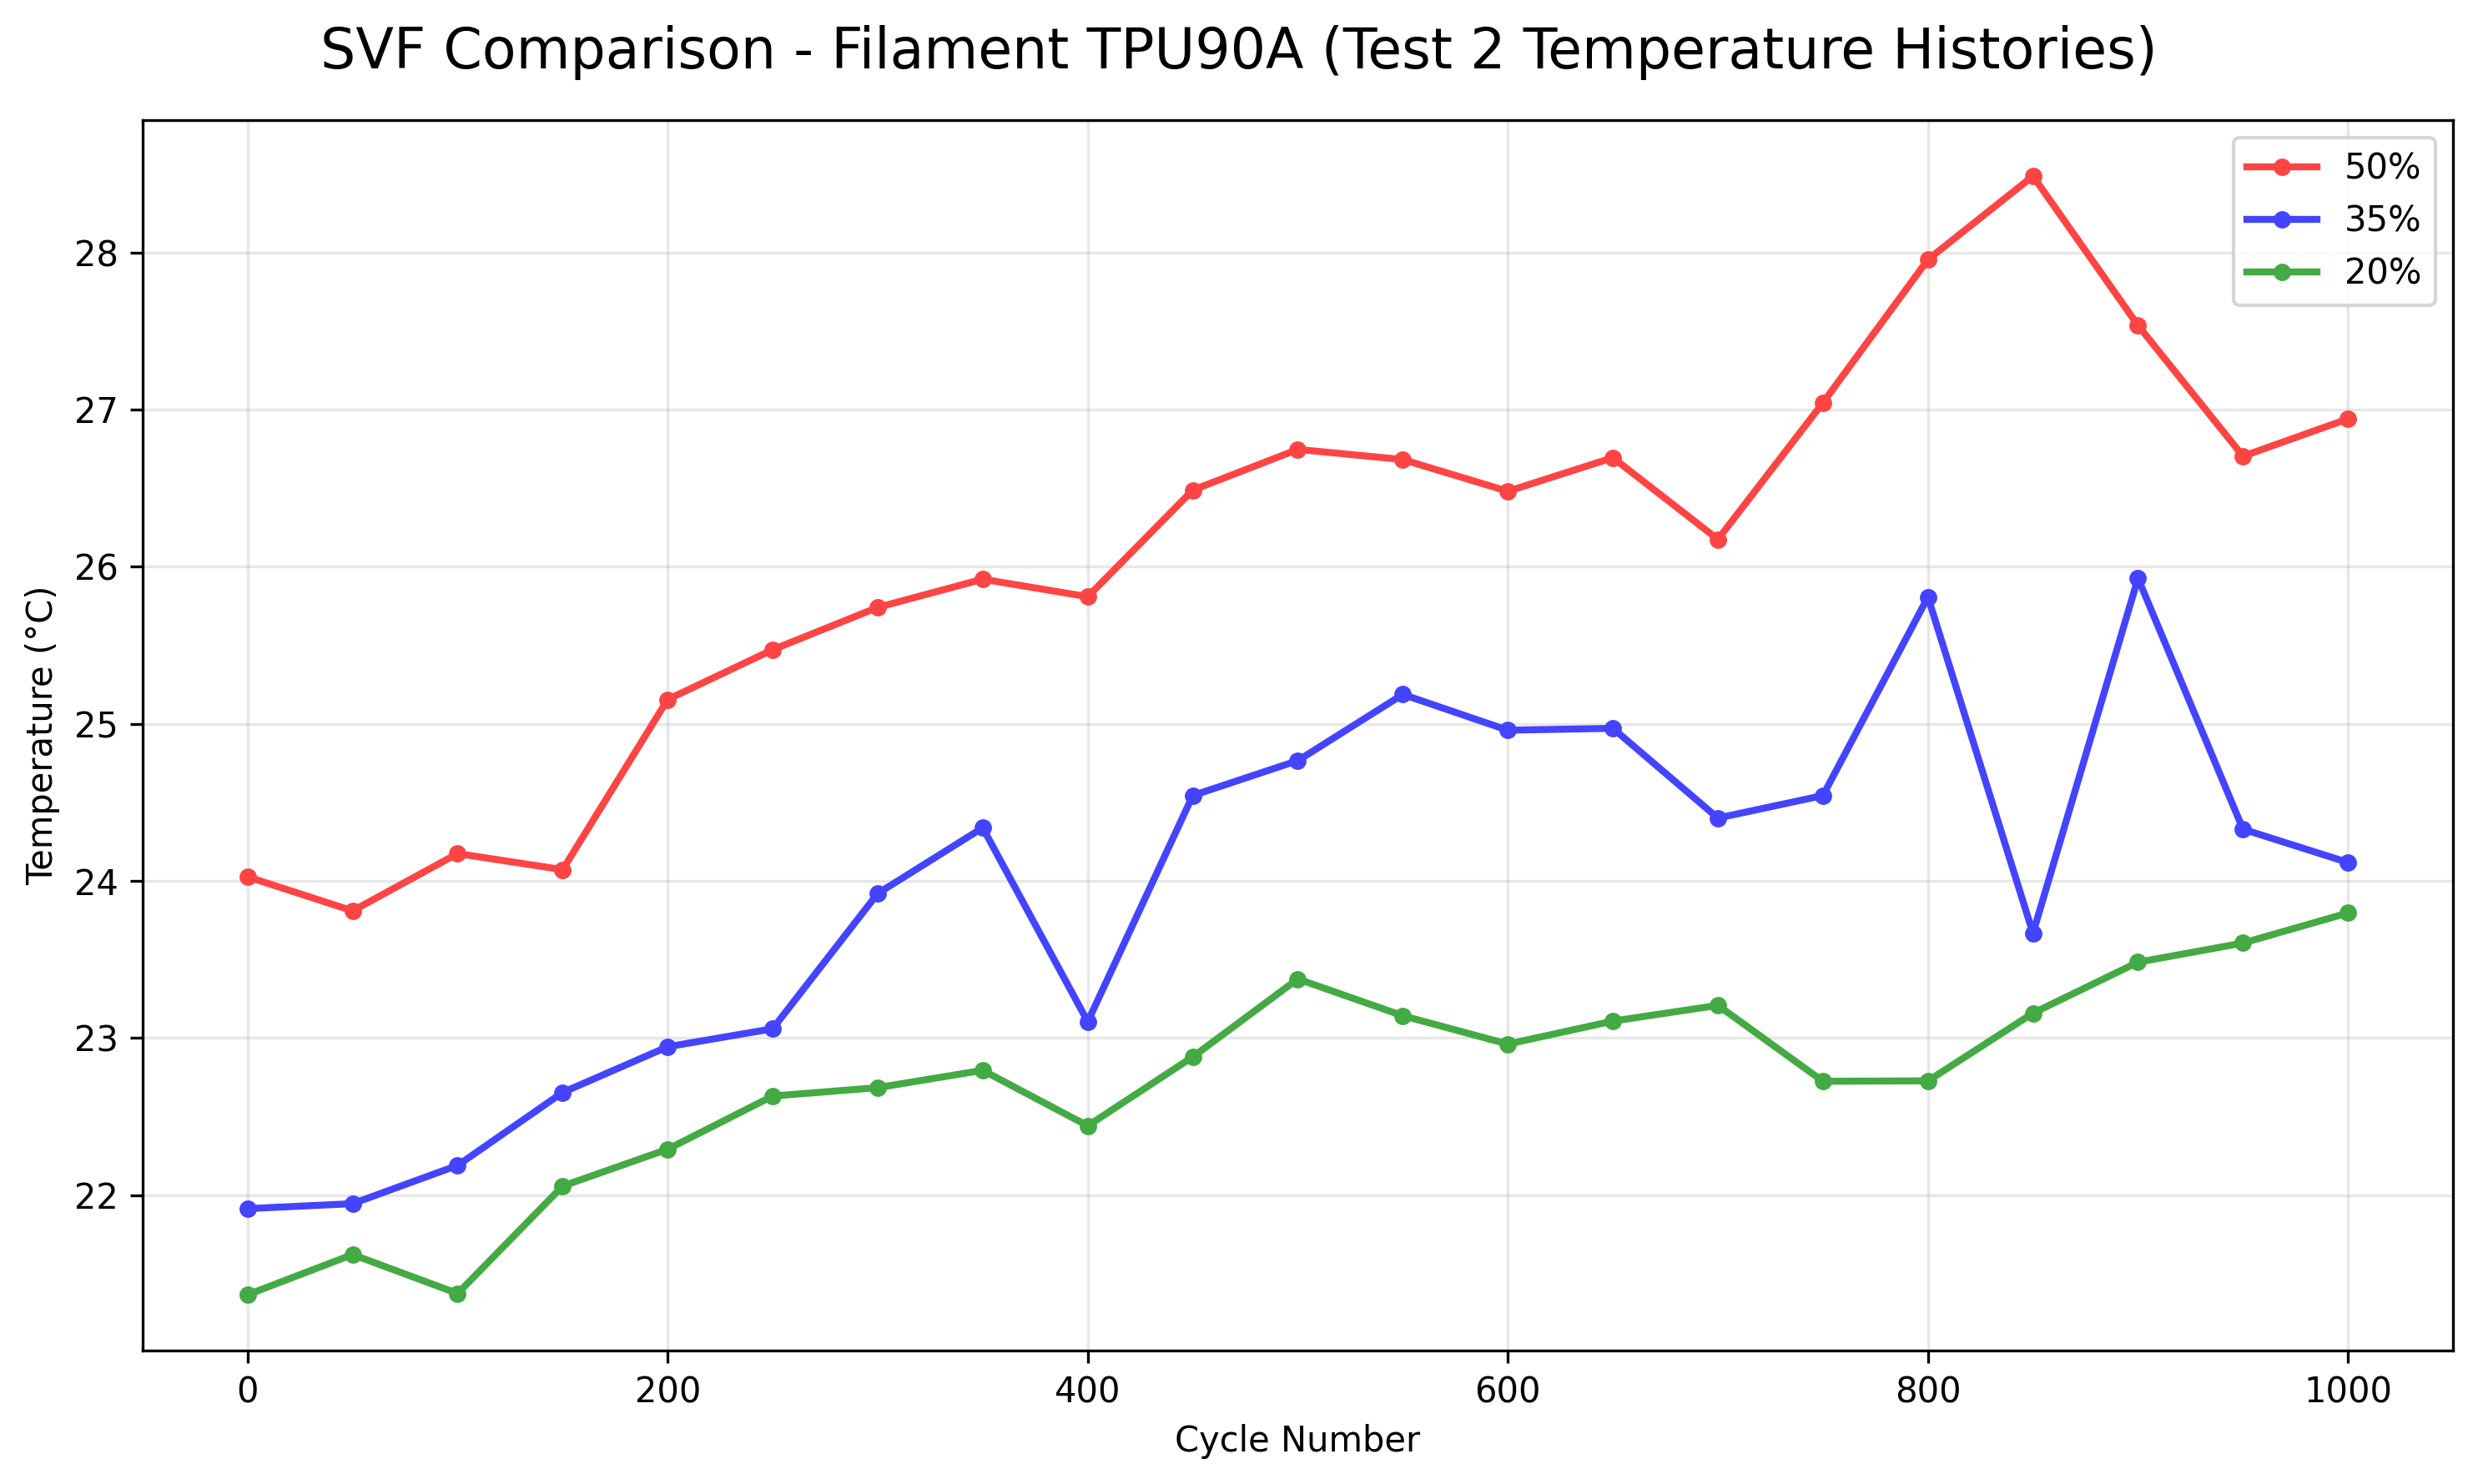 SVF Comparison - Filament TPU90A (Test 2 Temperature Histories)
50%
35%
20%
28
27
26
25
24
23
22
Temperature (°C)
0 200 400 600 800 1000
Cycle Number